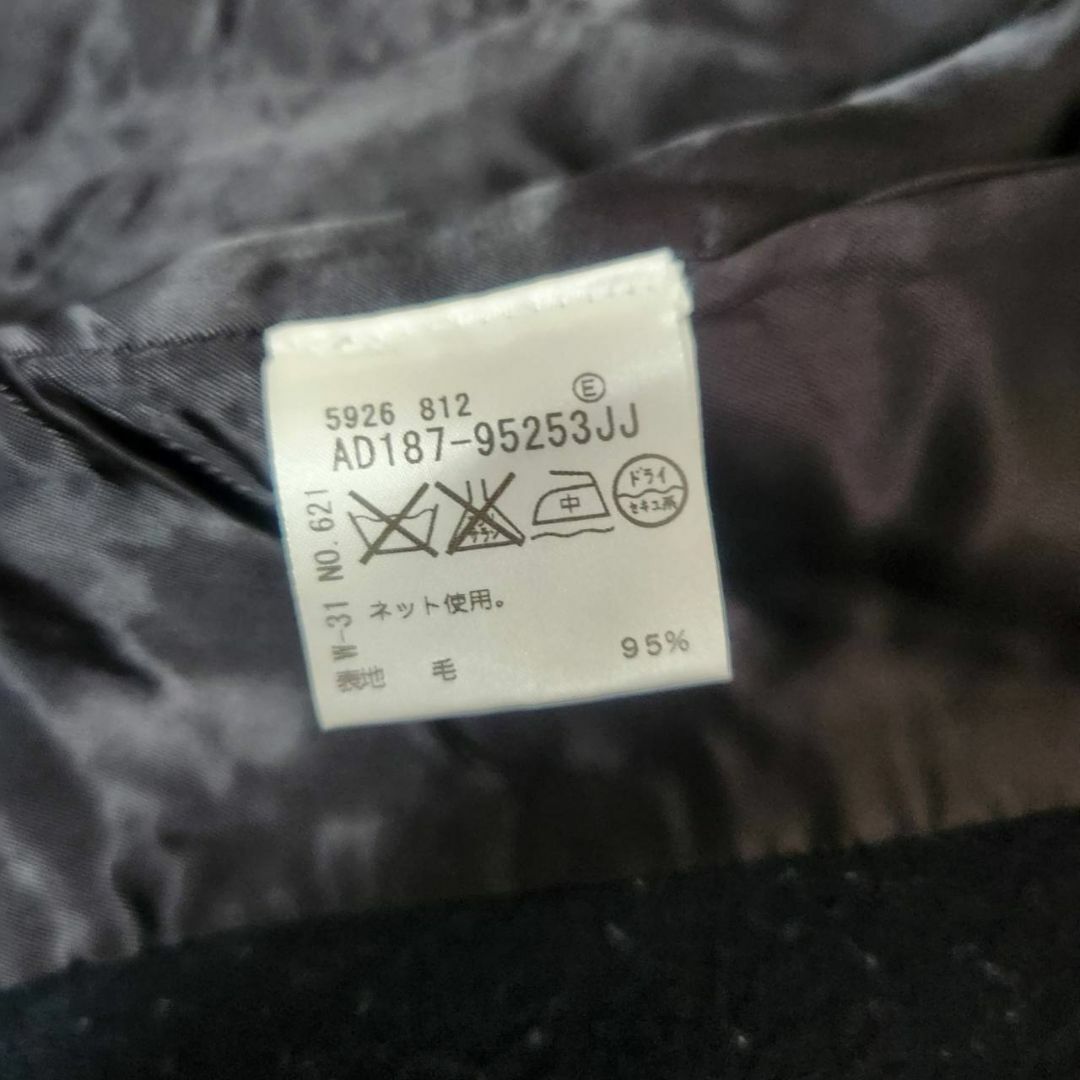 Ⓔ
5926 812
AD187-95253JJ
中
ドライ
セキユ系
NO.621
W-31
ネット使用。
表地 毛 95%